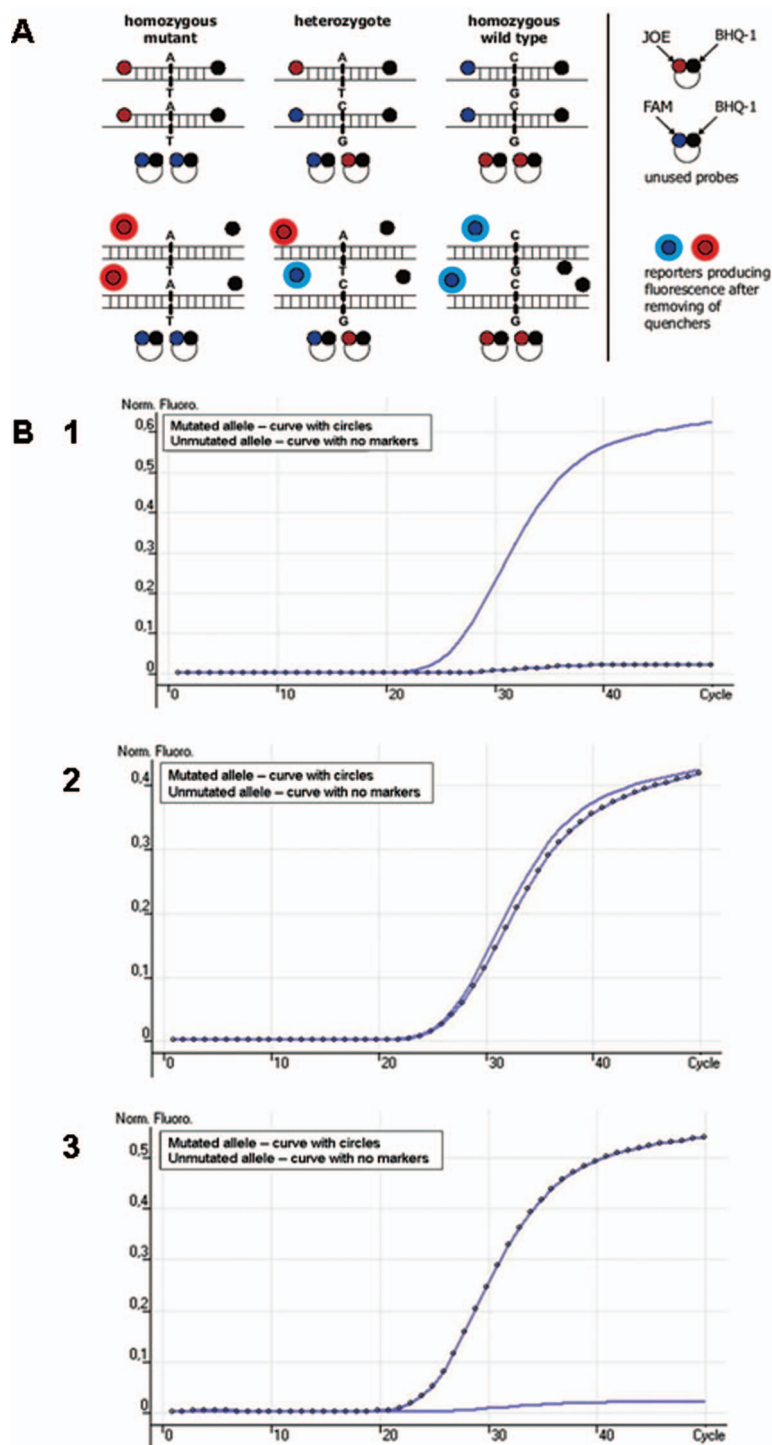 A
homozygous
mutant
heterozygote
homozygous
wild type
A A C
T T G
A C C
T G G
JOE BHQ-1
FAM BHQ-1
unused probes
A A C
T T G
A C C
T G G
reporters producing
fluorescence after
removing of
quenchers
B 1
Norm. Fluoro.
Mutated allele – curve with circles
Unmutated allele – curve with no markers
0,6
0,5
0,4
0,3
0,2
0,1
0
0 10 20 30 40 Cycle
2
Norm. Fluoro.
Mutated allele – curve with circles
Unmutated allele – curve with no markers
0,4
0,3
0,2
0,1
0
0 10 20 30 40 Cycle
3
Norm. Fluoro.
Mutated allele – curve with circles
Unmutated allele – curve with no markers
0,5
0,4
0,3
0,2
0,1
0
0 10 20 30 40 Cycle